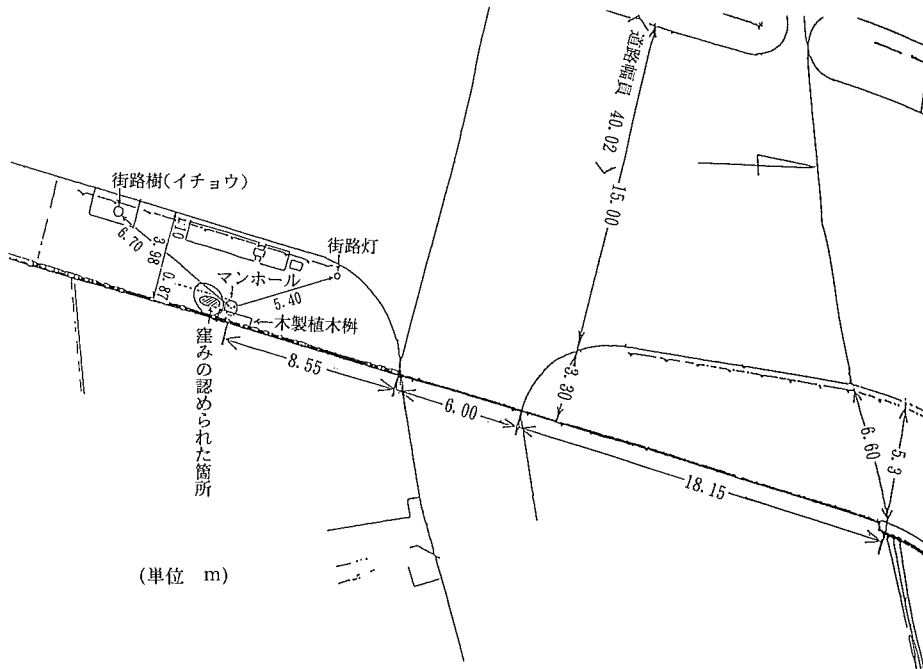 〈道路幅員 40.02〉
15.00
街路樹(イチョウ)
街路灯
1.10
6.70
3.98
マンホール
0.87
5.40
木製植木桝
窪みの認められた箇所
8.55
3.30
6.00
6.60
5.3
18.15
(単位 m)